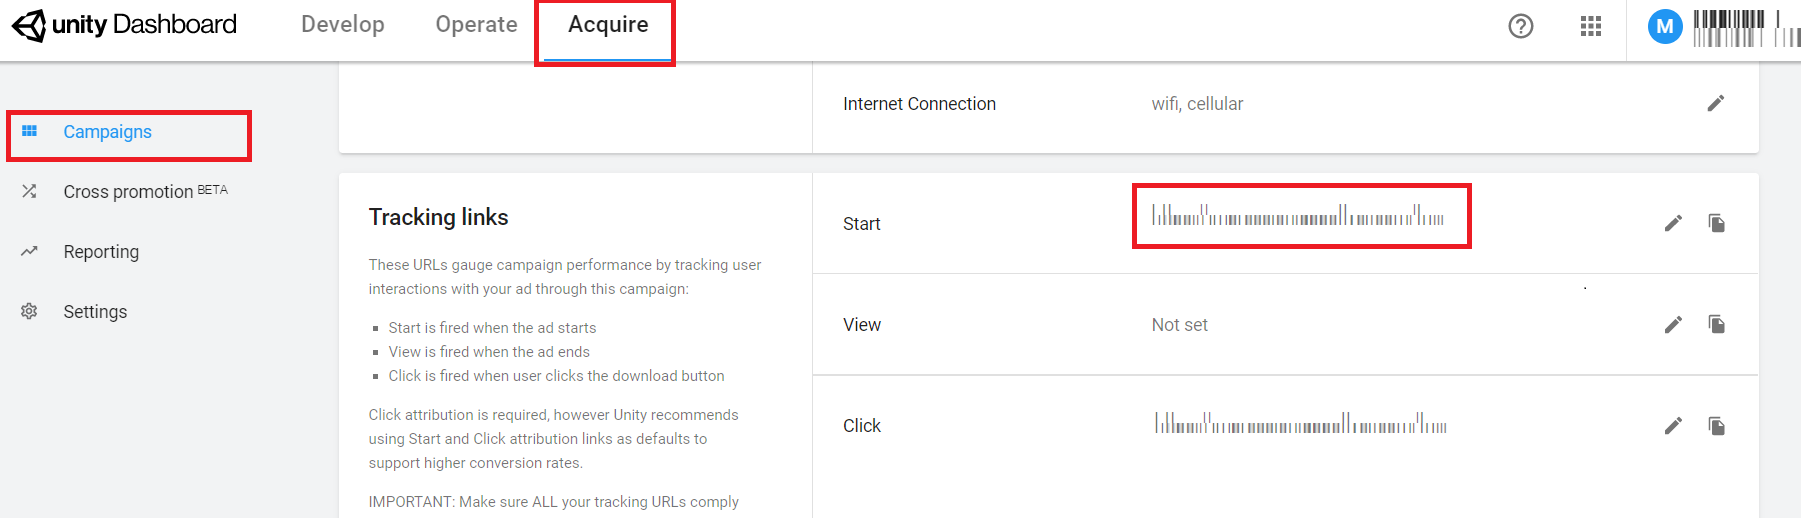 unity Dashboard
Develop
Operate
Acquire
M
Campaigns
Cross promotion BETA
Reporting
Settings
Internet Connection
wifi, cellular
Tracking links
These URLs gauge campaign performance by tracking user
interactions with your ad through this campaign:
Start is fired when the ad starts
View is fired when the ad ends
Click is fired when user clicks the download button
Click attribution is required, however Unity recommends
using Start and Click attribution links as defaults to
support higher conversion rates.
IMPORTANT: Make sure ALL your tracking URLs comply
Start
View
Not set
Click